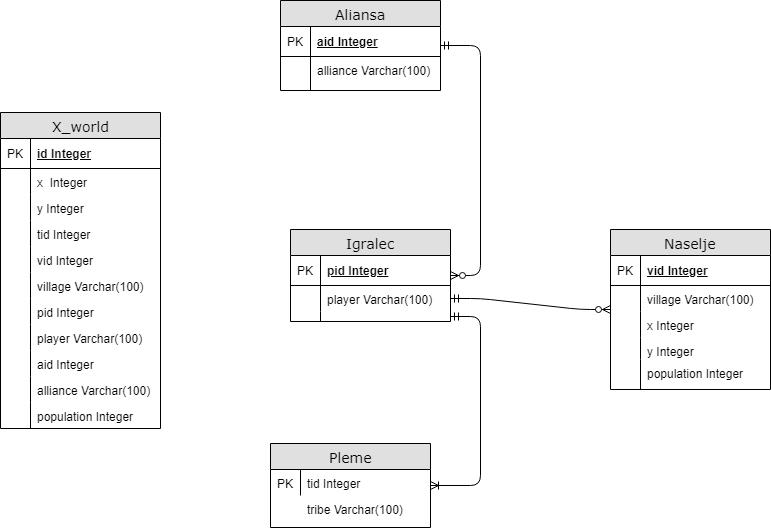 Aliansa
PK aid Integer
alliance Varchar(100)
X_world
PK id Integer
x Integer
y Integer
tid Integer
vid Integer
village Varchar(100)
pid Integer
player Varchar(100)
aid Integer
alliance Varchar(100)
population Integer
Igralec
PK pid Integer
player Varchar(100)
Naselje
PK vid Integer
village Varchar(100)
x Integer
y Integer
population Integer
Pleme
PK tid Integer
tribe Varchar(100)